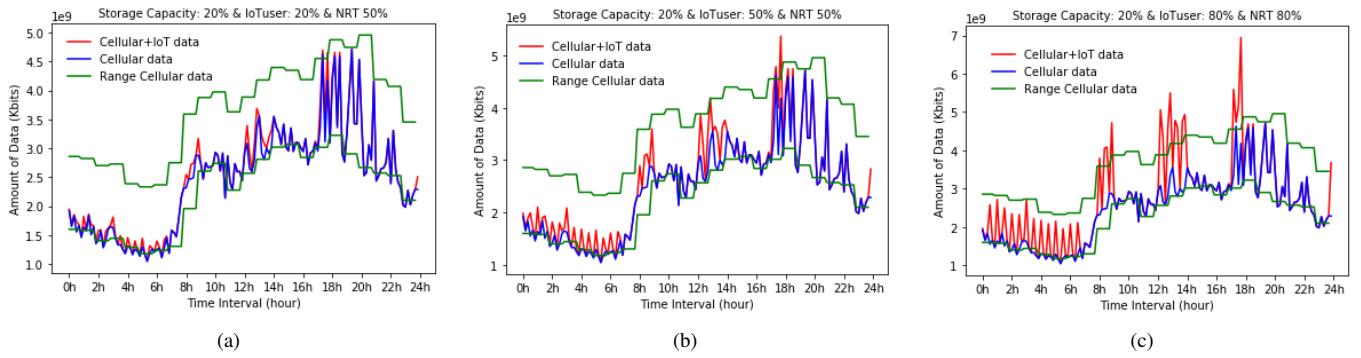 Storage Capacity: 20% & IoTuser: 20% & NRT 50%
1e9
Cellular+IoT data
Cellular data
Range Cellular data
Amount of Data (Kbits)
5.0
4.5
4.0
3.5
3.0
2.5
2.0
1.5
1.0
0h 2h 4h 6h 8h 10h 12h 14h 16h 18h 20h 22h 24h
Time Interval (hour)
(a)
Storage Capacity: 20% & IoTuser: 50% & NRT 50%
1e9
Cellular+IoT data
Cellular data
Range Cellular data
Amount of Data (Kbits)
5
4
3
2
1
0h 2h 4h 6h 8h 10h 12h 14h 16h 18h 20h 22h 24h
Time Interval (hour)
(b)
Storage Capacity: 20% & IoTuser: 80% & NRT 80%
1e9
Cellular+IoT data
Cellular data
Range Cellular data
Amount of Data (Kbits)
7
6
5
4
3
2
1
0h 2h 4h 6h 8h 10h 12h 14h 16h 18h 20h 22h 24h
Time Interval (hour)
(c)